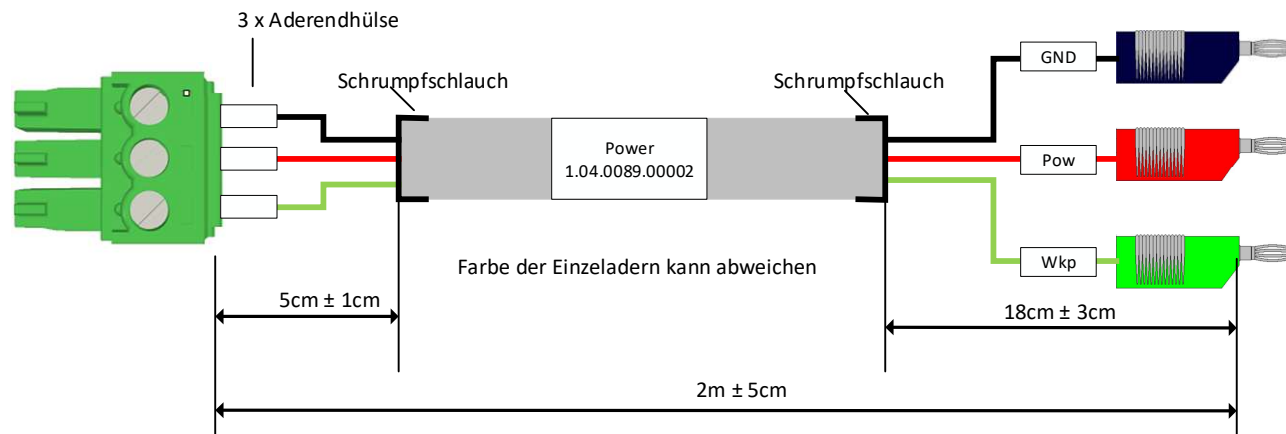 3 x Aderendhülse
Schrumpfschlauch
Schrumpfschlauch
GND
Power
1.04.0089.00002
Pow
Wkp
Farbe der Einzeladern kann abweichen
5cm ± 1cm
18cm ± 3cm
2m ± 5cm